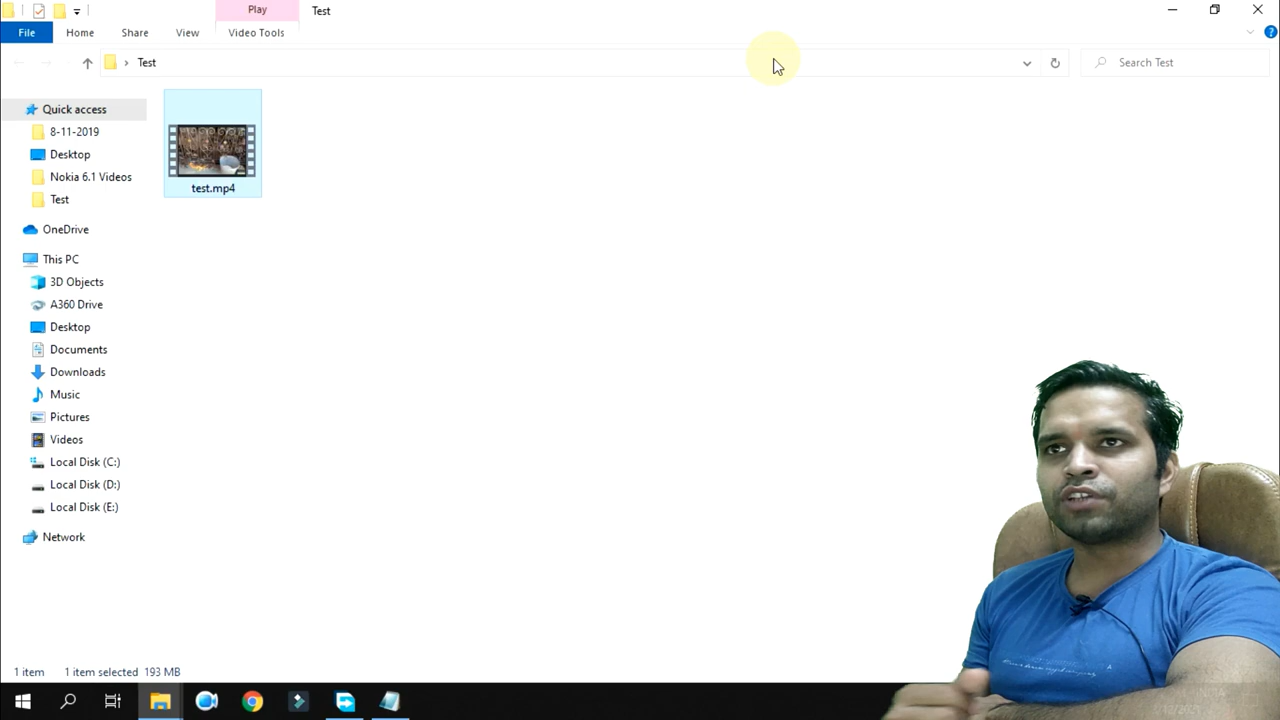 Play
Test
File
Home
Share
View
Video Tools
?
Test
Search Test
Quick access
8-11-2019
Desktop
Nokia 6.1 Videos
Test
OneDrive
This PC
3D Objects
A360 Drive
Desktop
Documents
Downloads
Music
Pictures
Videos
Local Disk (C:)
Local Disk (D:)
Local Disk (E:)
Network
test.mp4
1 item
1 item selected 193 MB